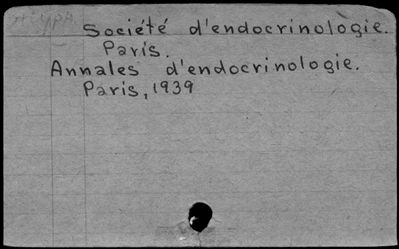 Société d'endocrinologie.
Paris.
Annales d'endocrinologie.
Paris, 1939